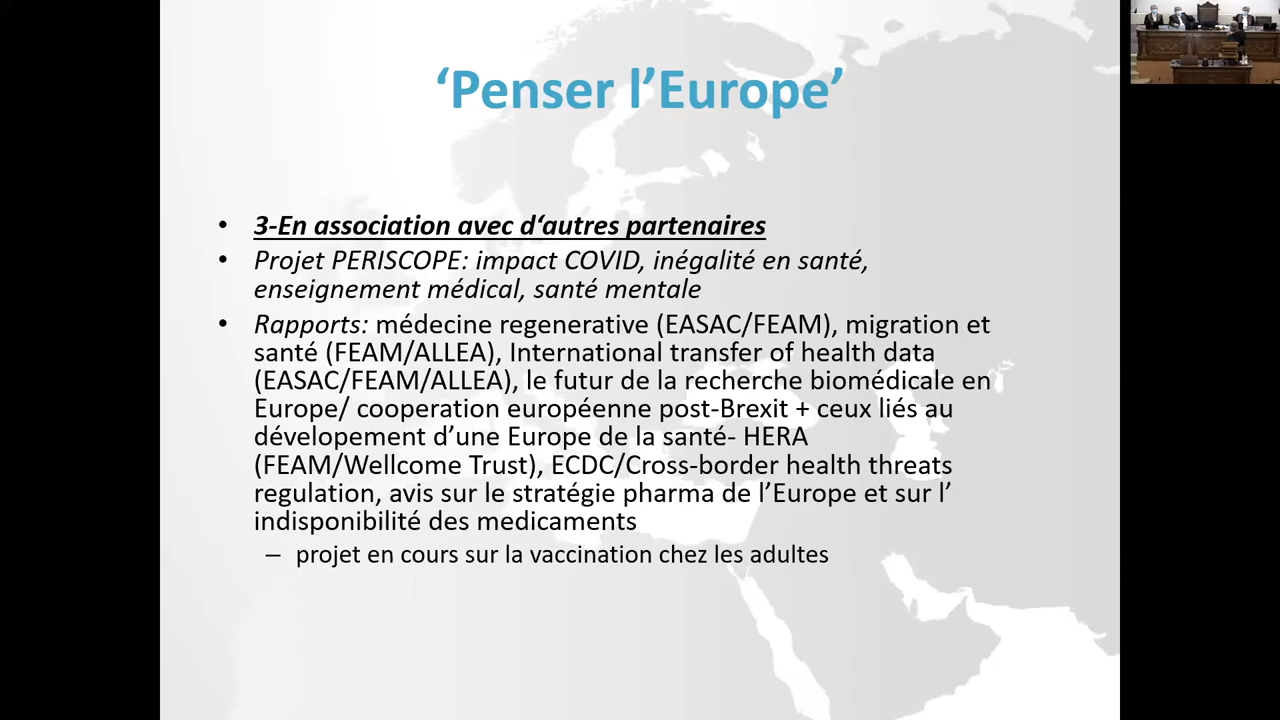 ‘Penser l’Europe’
• 3-En association avec d‘autres partenaires
• Projet PERISCOPE: impact COVID, inégalité en santé,
enseignement médical, santé mentale
• Rapports: médecine regenerative (EASAC/FEAM), migration et
santé (FEAM/ALLEA), International transfer of health data
(EASAC/FEAM/ALLEA), le futur de la recherche biomédicale en
Europe/ cooperation européenne post-Brexit + ceux liés au
dévelopement d’une Europe de la santé- HERA
(FEAM/Wellcome Trust), ECDC/Cross-border health threats
regulation, avis sur le stratégie pharma de l’Europe et sur l’
indisponibilité des medicaments
– projet en cours sur la vaccination chez les adultes